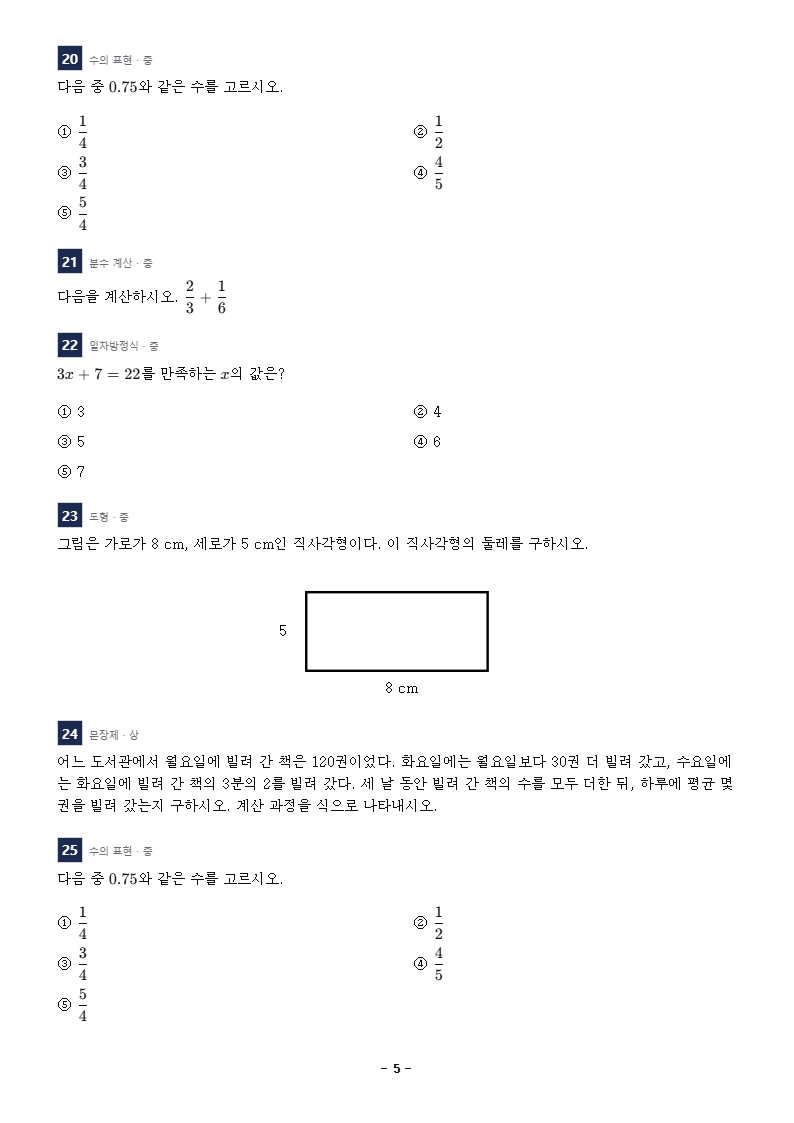 20 수의 표현 · 중
다음 중 0.75와 같은 수를 고르시오.
① 1/4 ② 1/2
③ 3/4 ④ 4/5
⑤ 5/4
21 분수 계산 · 중
다음을 계산하시오. 2/3 + 1/6
22 일차방정식 · 중
3x + 7 = 22를 만족하는 x의 값은?
① 3 ② 4
③ 5 ④ 6
⑤ 7
23 도형 · 중
그림은 가로가 8 cm, 세로가 5 cm인 직사각형이다. 이 직사각형의 둘레를 구하시오.
5
8 cm
24 문장제 · 상
어느 도서관에서 월요일에 빌려 간 책은 120권이었다. 화요일에는 월요일보다 30권 더 빌려 갔고, 수요일에
는 화요일에 빌려 간 책의 3분의 2를 빌려 갔다. 세 날 동안 빌려 간 책의 수를 모두 더한 뒤, 하루에 평균 몇
권을 빌려 갔는지 구하시오. 계산 과정을 식으로 나타내시오.
25 수의 표현 · 중
다음 중 0.75와 같은 수를 고르시오.
① 1/4 ② 1/2
③ 3/4 ④ 4/5
⑤ 5/4
- 5 -